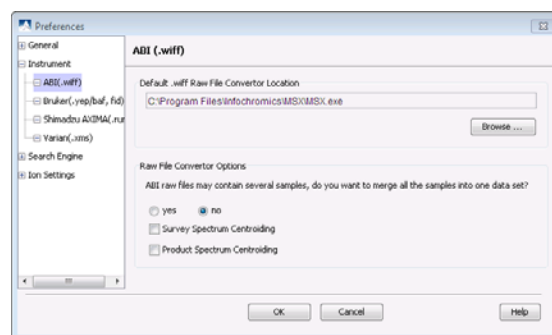 Preferences
General
Instrument
ABI(.wiff)
Bruker(.yep/baf, fid)
Shimadzu AXIMA(.rur
Varian(.xms)
Search Engine
Ion Settings
ABI (.wiff)
Default .wiff Raw File Convertor Location
C:\Program Files\Infochromics\MSX\MSX.exe
Browse ...
Raw File Convertor Options
ABI raw files may contain several samples, do you want to merge all the samples into one data set?
yes no
Survey Spectrum Centroiding
Product Spectrum Centroiding
OK Cancel Help